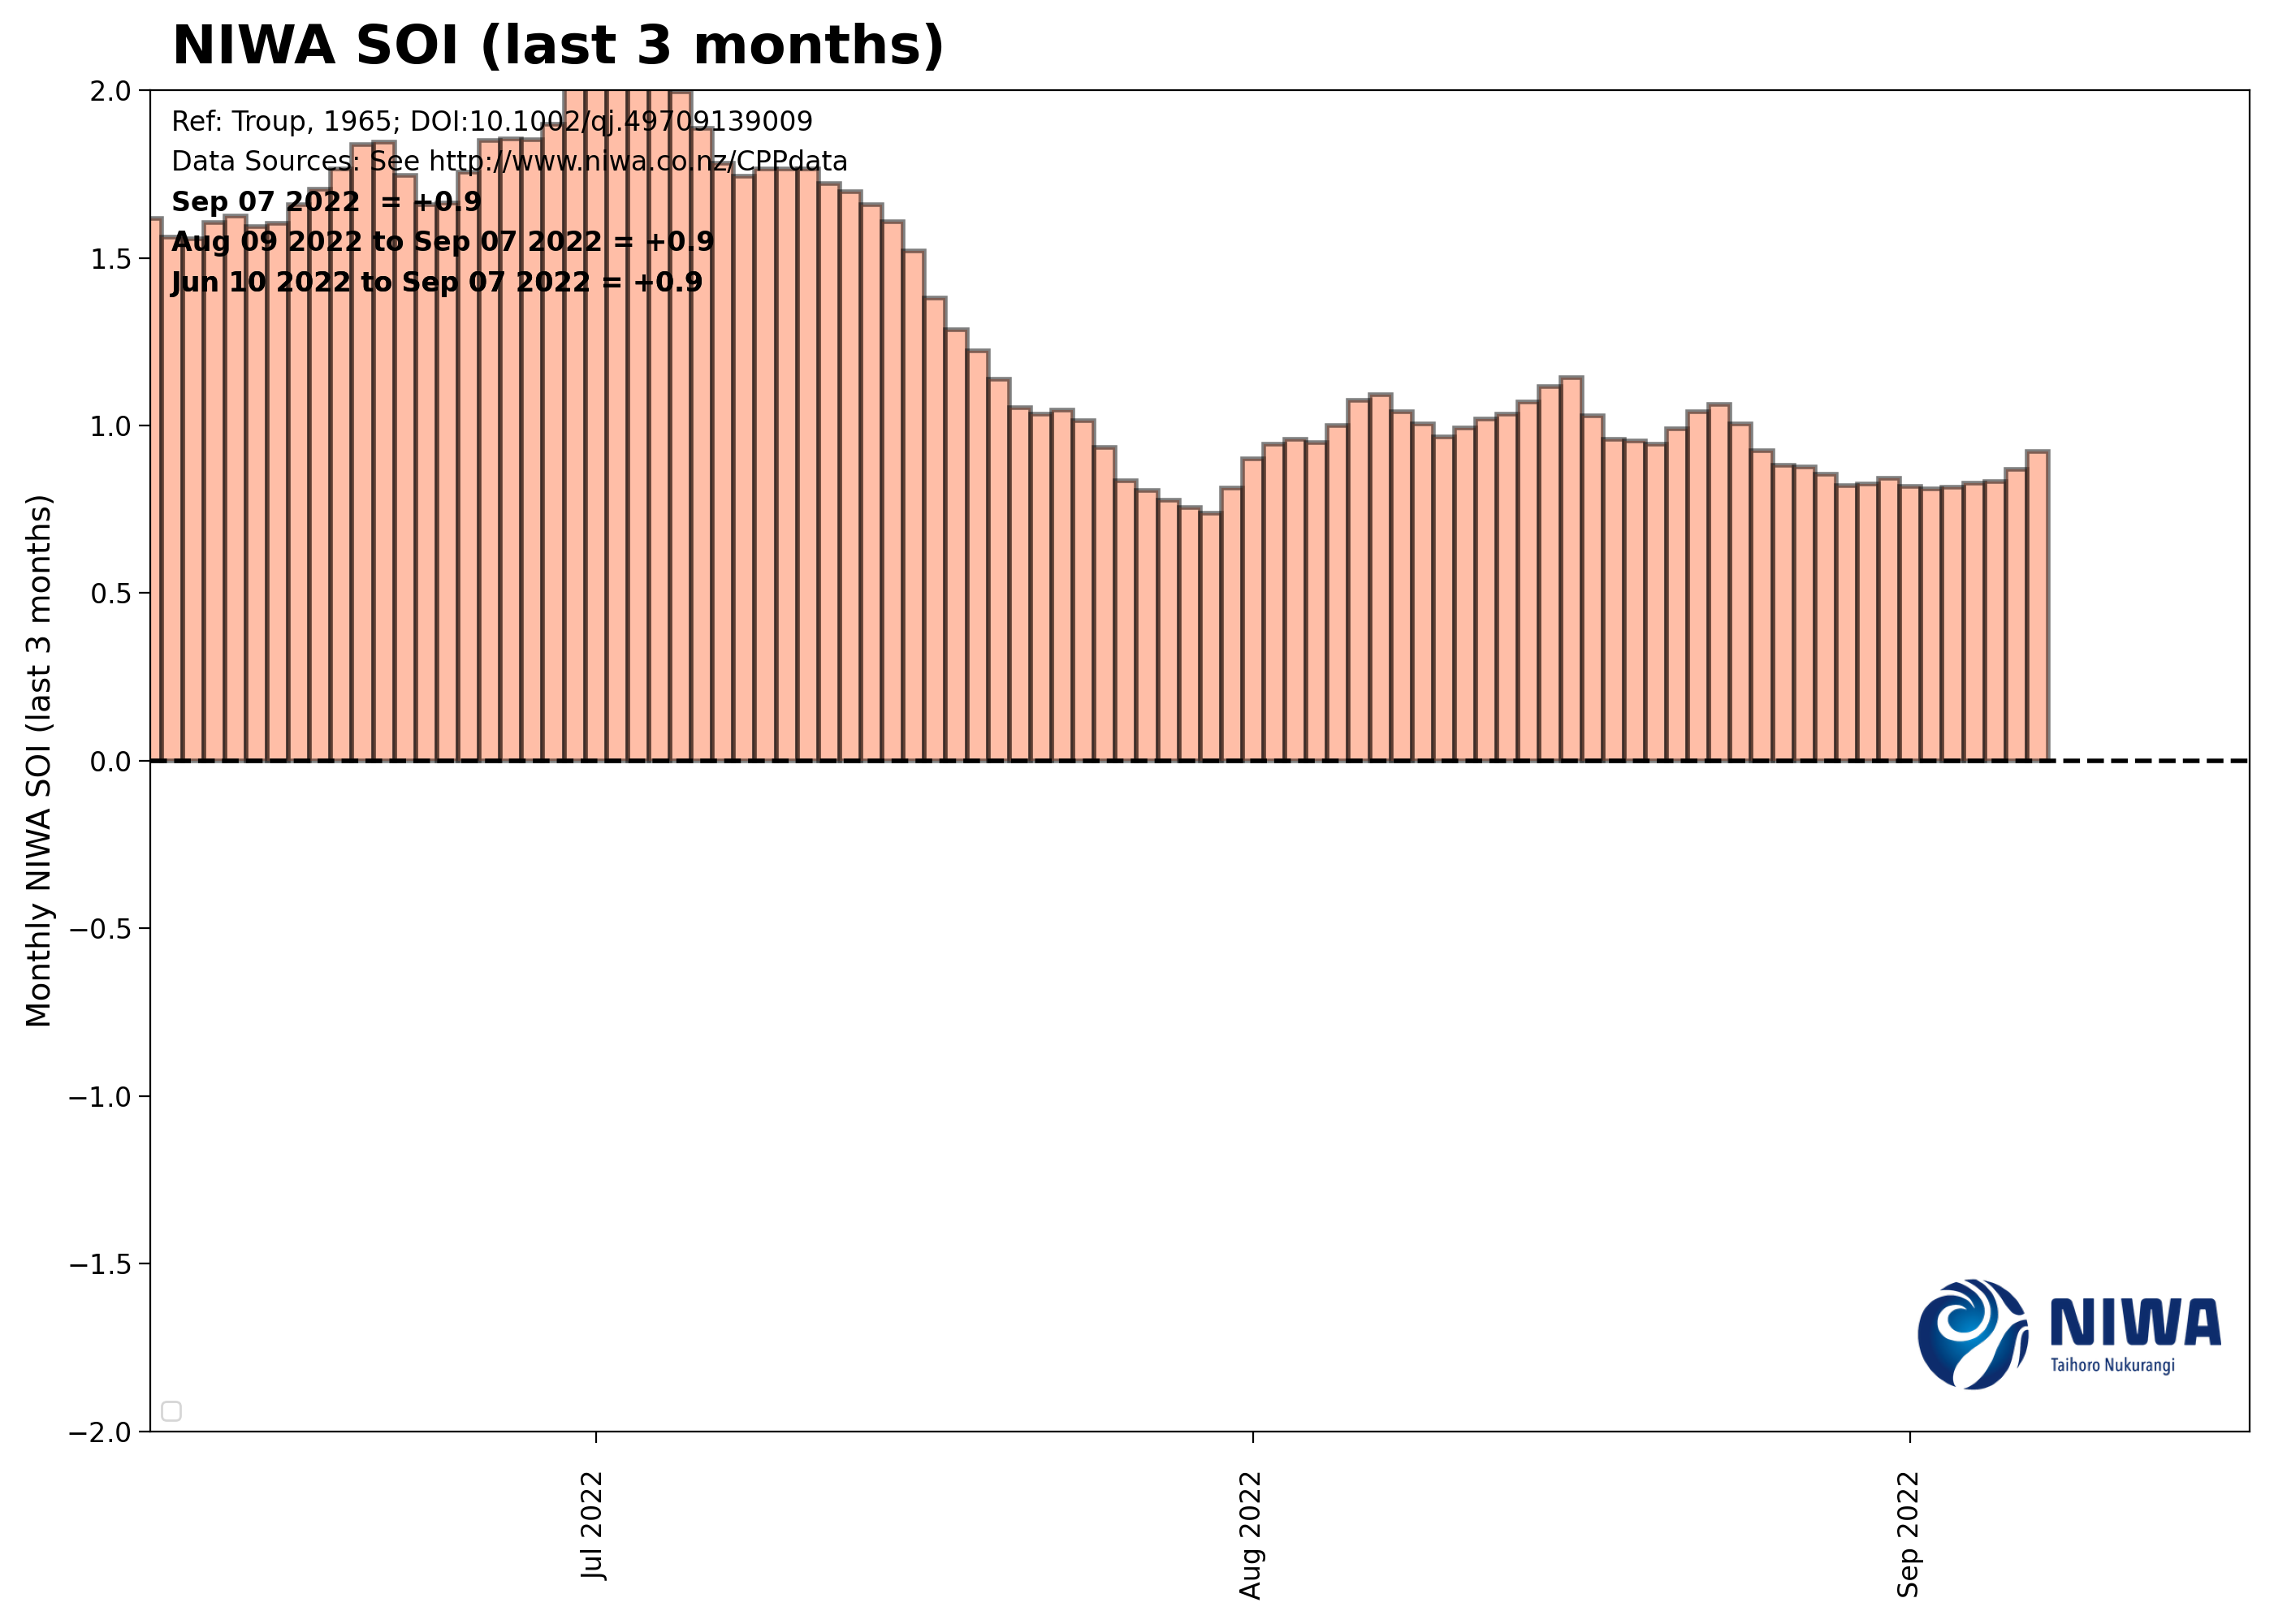 NIWA SOI (last 3 months)
Ref: Troup, 1965; DOI:10.1002/qj.49709139009
Data Sources: See http://www.niwa.co.nz/CPPdata
Sep 07 2022 = +0.9
Aug 09 2022 to Sep 07 2022 = +0.9
Jun 10 2022 to Sep 07 2022 = +0.9
Monthly NIWA SOI (last 3 months)
2.0
1.5
1.0
0.5
0.0
−0.5
−1.0
−1.5
−2.0
Jul 2022
Aug 2022
Sep 2022
NIWA
Taihoro Nukurangi